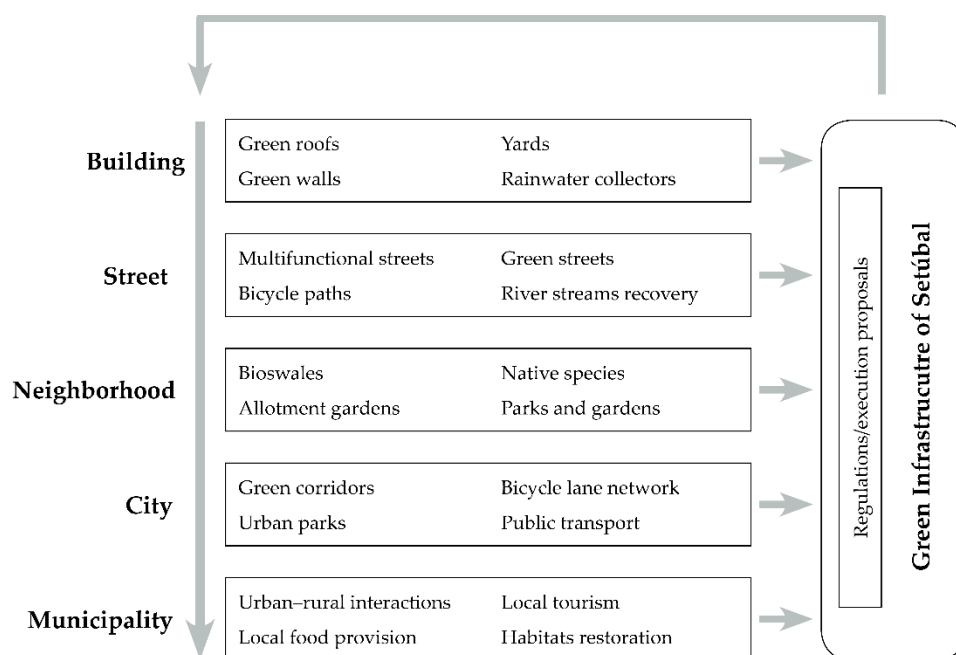 Building
Green roofs Yards
Green walls Rainwater collectors
Street
Multifunctional streets Green streets
Bicycle paths River streams recovery
Neighborhood
Bioswales Native species
Allotment gardens Parks and gardens
City
Green corridors Bicycle lane network
Urban parks Public transport
Municipality
Urban–rural interactions Local tourism
Local food provision Habitats restoration
Regulations/execution proposals
Green Infrastrucutre of Setúbal